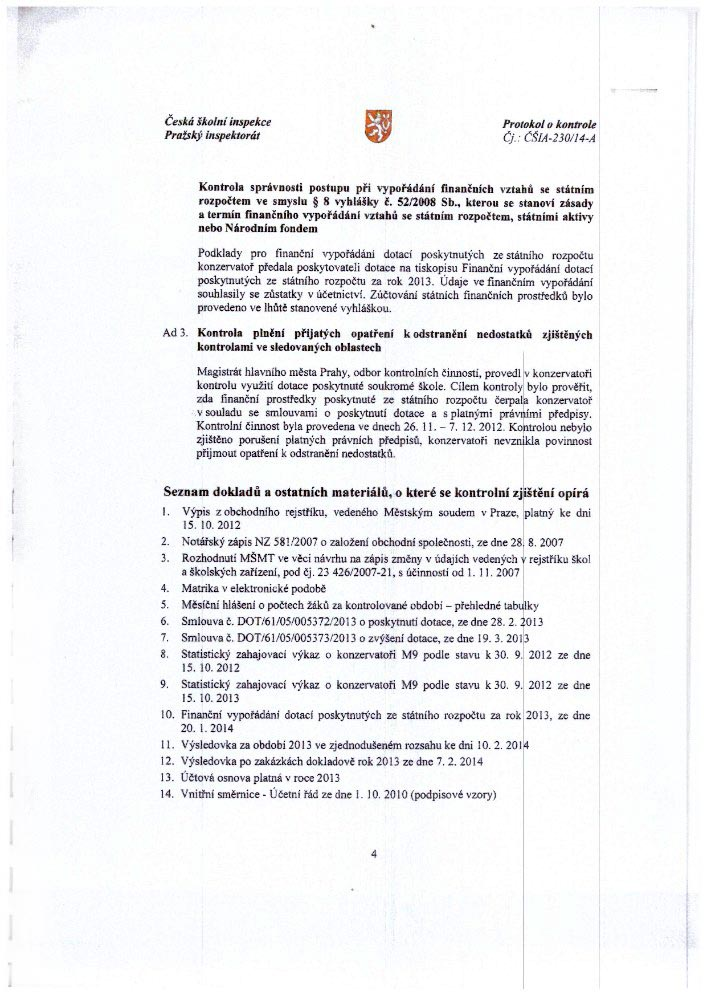 Česká školní inspekce
Pražský inspektorát
Protokol o kontrole
Čj.: ČŠIA-230/14-A
Kontrola správnosti postupu při vypořádání finančních vztahů se státním
rozpočtem ve smyslu § 8 vyhlášky č. 52/2008 Sb., kterou se stanoví zásady
a termín finančního vypořádání vztahů se státním rozpočtem, státními aktivy
nebo Národním fondem
Podklady pro finanční vypořádání dotací poskytnutých ze státního rozpočtu
konzervatoř předala poskytovateli dotace na tiskopisu Finanční vypořádání dotací
poskytnutých ze státního rozpočtu za rok 2013. Údaje ve finančním vypořádání
souhlasily se zůstatky v účetnictví. Zúčtování státních finančních prostředků bylo
provedeno ve lhůtě stanovené vyhláškou.
Ad 3. Kontrola plnění přijatých opatření k odstranění nedostatků zjištěných
kontrolami ve sledovaných oblastech
Magistrát hlavního města Prahy, odbor kontrolních činností, provedl v konzervatoři
kontrolu využití dotace poskytnuté soukromé škole. Cílem kontroly bylo prověřit,
zda finanční prostředky poskytnuté ze státního rozpočtu čerpala konzervatoř
v souladu se smlouvami o poskytnutí dotace a s platnými právními předpisy.
Kontrolní činnost byla provedena ve dnech 26. 11. – 7. 12. 2012. Kontrolou nebylo
zjištěno porušení platných právních předpisů, konzervatoři nevznikla povinnost
přijmout opatření k odstranění nedostatků.
Seznam dokladů a ostatních materiálů, o které se kontrolní zjištění opírá
1. Výpis z obchodního rejstříku, vedeného Městským soudem v Praze, platný ke dni
15. 10. 2012
2. Notářský zápis NZ 581/2007 o založení obchodní společnosti, ze dne 28. 8. 2007
3. Rozhodnutí MŠMT ve věci návrhu na zápis změny v údajích vedených v rejstříku škol
a školských zařízení, pod čj. 23 426/2007-21, s účinností od 1. 11. 2007
4. Matrika v elektronické podobě
5. Měsíční hlášení o počtech žáků za kontrolované období – přehledné tabulky
6. Smlouva č. DOT/61/05/005372/2013 o poskytnutí dotace, ze dne 28. 2. 2013
7. Smlouva č. DOT/61/05/005373/2013 o zvýšení dotace, ze dne 19. 3. 2013
8. Statistický zahajovací výkaz o konzervatoři M9 podle stavu k 30. 9. 2012 ze dne
15. 10. 2012
9. Statistický zahajovací výkaz o konzervatoři M9 podle stavu k 30. 9. 2012 ze dne
15. 10. 2013
10. Finanční vypořádání dotací poskytnutých ze státního rozpočtu za rok 2013, ze dne
20. 1. 2014
11. Výsledovka za období 2013 ve zjednodušeném rozsahu ke dni 10. 2. 2014
12. Výsledovka po zakázkách dokladově rok 2013 ze dne 7. 2. 2014
13. Účtová osnova platná v roce 2013
14. Vnitřní směrnice - Účetní řád ze dne 1. 10. 2010 (podpisové vzory)
4